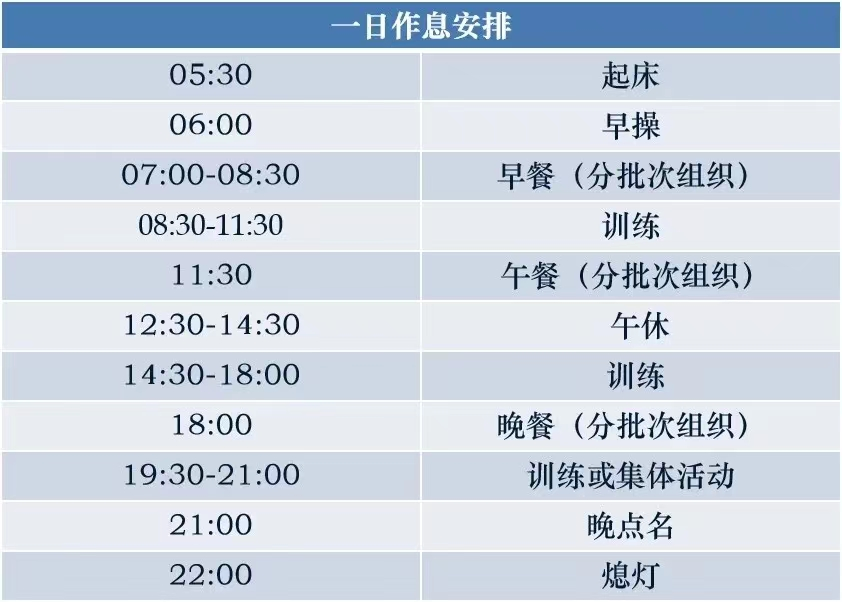 一日作息安排
05:30 起床
06:00 早操
07:00-08:30 早餐（分批次组织）
08:30-11:30 训练
11:30 午餐（分批次组织）
12:30-14:30 午休
14:30-18:00 训练
18:00 晚餐（分批次组织）
19:30-21:00 训练或集体活动
21:00 晚点名
22:00 熄灯